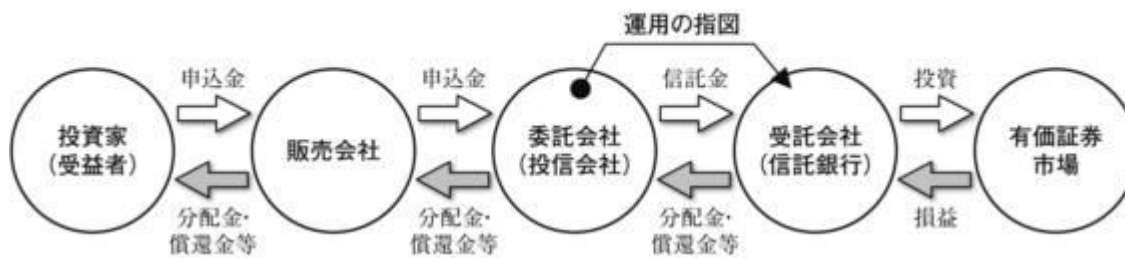 運用の指図
申込金
申込金
信託金
投資
投資家
(受益者)
販売会社
委託会社
(投信会社)
受託会社
(信託銀行)
有価証券
市場
分配金・
償還金等
分配金・
償還金等
分配金・
償還金等
損益